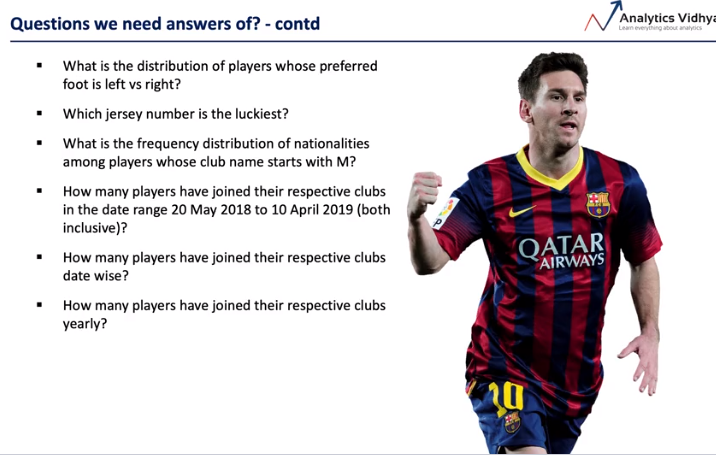 Questions we need answers of? - contd
Analytics Vidhya
Learn everything about analytics
▪ What is the distribution of players whose preferred
foot is left vs right?
▪ Which jersey number is the luckiest?
▪ What is the frequency distribution of nationalities
among players whose club name starts with M?
▪ How many players have joined their respective clubs
in the date range 20 May 2018 to 10 April 2019 (both
inclusive)?
▪ How many players have joined their respective clubs
date wise?
▪ How many players have joined their respective clubs
yearly?
QATAR
AIRWAYS
10